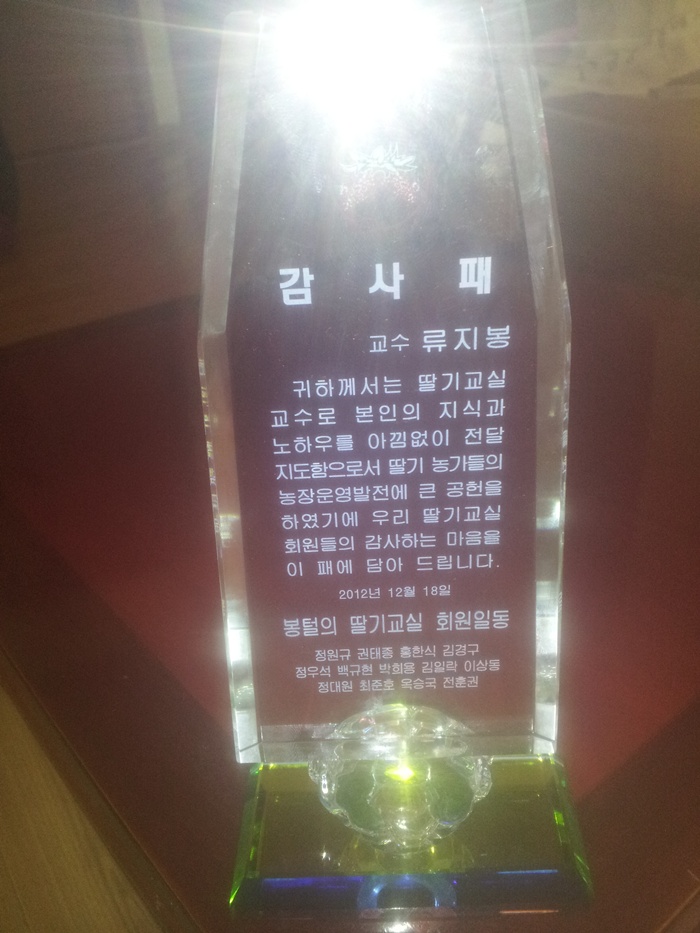 감 사 패
교수 류지봉
귀하께서는 딸기교실
교수로 본인의 지식과
노하우를 아낌없이 전달
지도함으로서 딸기 농가들의
농장운영발전에 큰 공헌을
하였기에 우리 딸기교실
회원들의 감사하는 마음을
이 패에 담아 드립니다.
2012년 12월 18일
봉털의 딸기교실 회원일동
정원규 권태종 홍한식 김경구
정우석 백규현 박희용 김일락 이상동
정대원 최준호 옥승국 전훈권